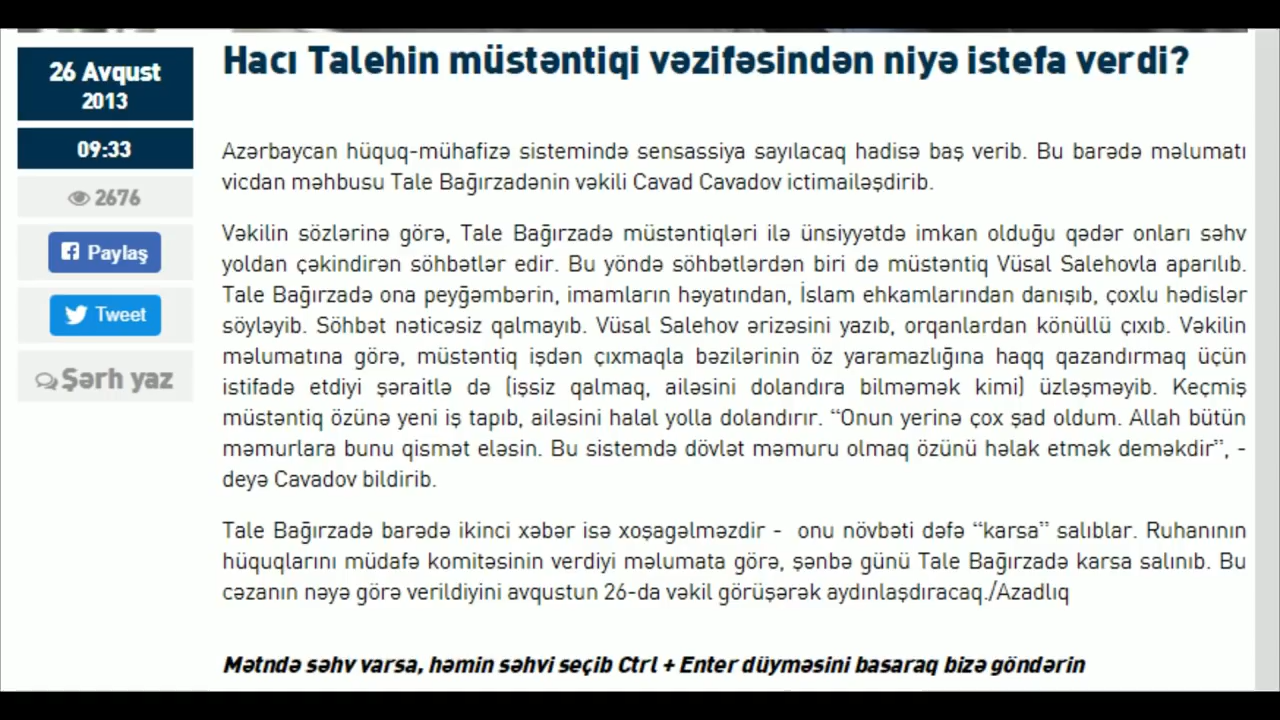 26 Avqust
2013
09:33
2676
Paylaş
Tweet
Şərh yaz
Hacı Talehin müstəntiqi vəzifəsindən niyə istefa verdi?
Azərbaycan hüquq-mühafizə sistemində sensassiya sayılacaq hadisə baş verib. Bu barədə məlumatı
vicdan məhbusu Tale Bağırzadənin vəkili Cavad Cavadov ictimailəşdirib.
Vəkilin sözlərinə görə, Tale Bağırzadə müstəntiqləri ilə ünsiyyətdə imkan olduğu qədər onları səhv
yoldan çəkindirən söhbətlər edir. Bu yöndə söhbətlərdən biri də müstəntiq Vüsal Salehovla aparılıb.
Tale Bağırzadə ona peyğəmbərin, imamların həyatından, İslam ehkamlarından danışıb, çoxlu hədislər
söyləyib. Söhbət nəticəsiz qalmayıb. Vüsal Salehov ərizəsini yazıb, orqanlardan könüllü çıxıb. Vəkilin
məlumatına görə, müstəntiq işdən çıxmaqla bəzilərinin öz yaramazlığına haqq qazandırmaq üçün
istifadə etdiyi şəraitlə də (işsiz qalmaq, ailəsini dolandıra bilməmək kimi) üzləşməyib. Keçmiş
müstəntiq özünə yeni iş tapıb, ailəsini halal yolla dolandırır. “Onun yerinə çox şad oldum. Allah bütün
məmurlara bunu qismət eləsin. Bu sistemdə dövlət məmuru olmaq özünü həlak etmək deməkdir”, -
deyə Cavadov bildirib.
Tale Bağırzadə barədə ikinci xəbər isə xoşagəlməzdir - onu növbəti dəfə “karsa” salıblar. Ruhanının
hüquqlarını müdafə komitəsinin verdiyi məlumata görə, şənbə günü Tale Bağırzadə karsa salınıb. Bu
cəzanın nəyə görə verildiyini avqustun 26-da vəkil görüşərək aydınlaşdıracaq./Azadlıq
Mətndə səhv varsa, həmin səhvi seçib Ctrl + Enter düyməsini basaraq bizə göndərin